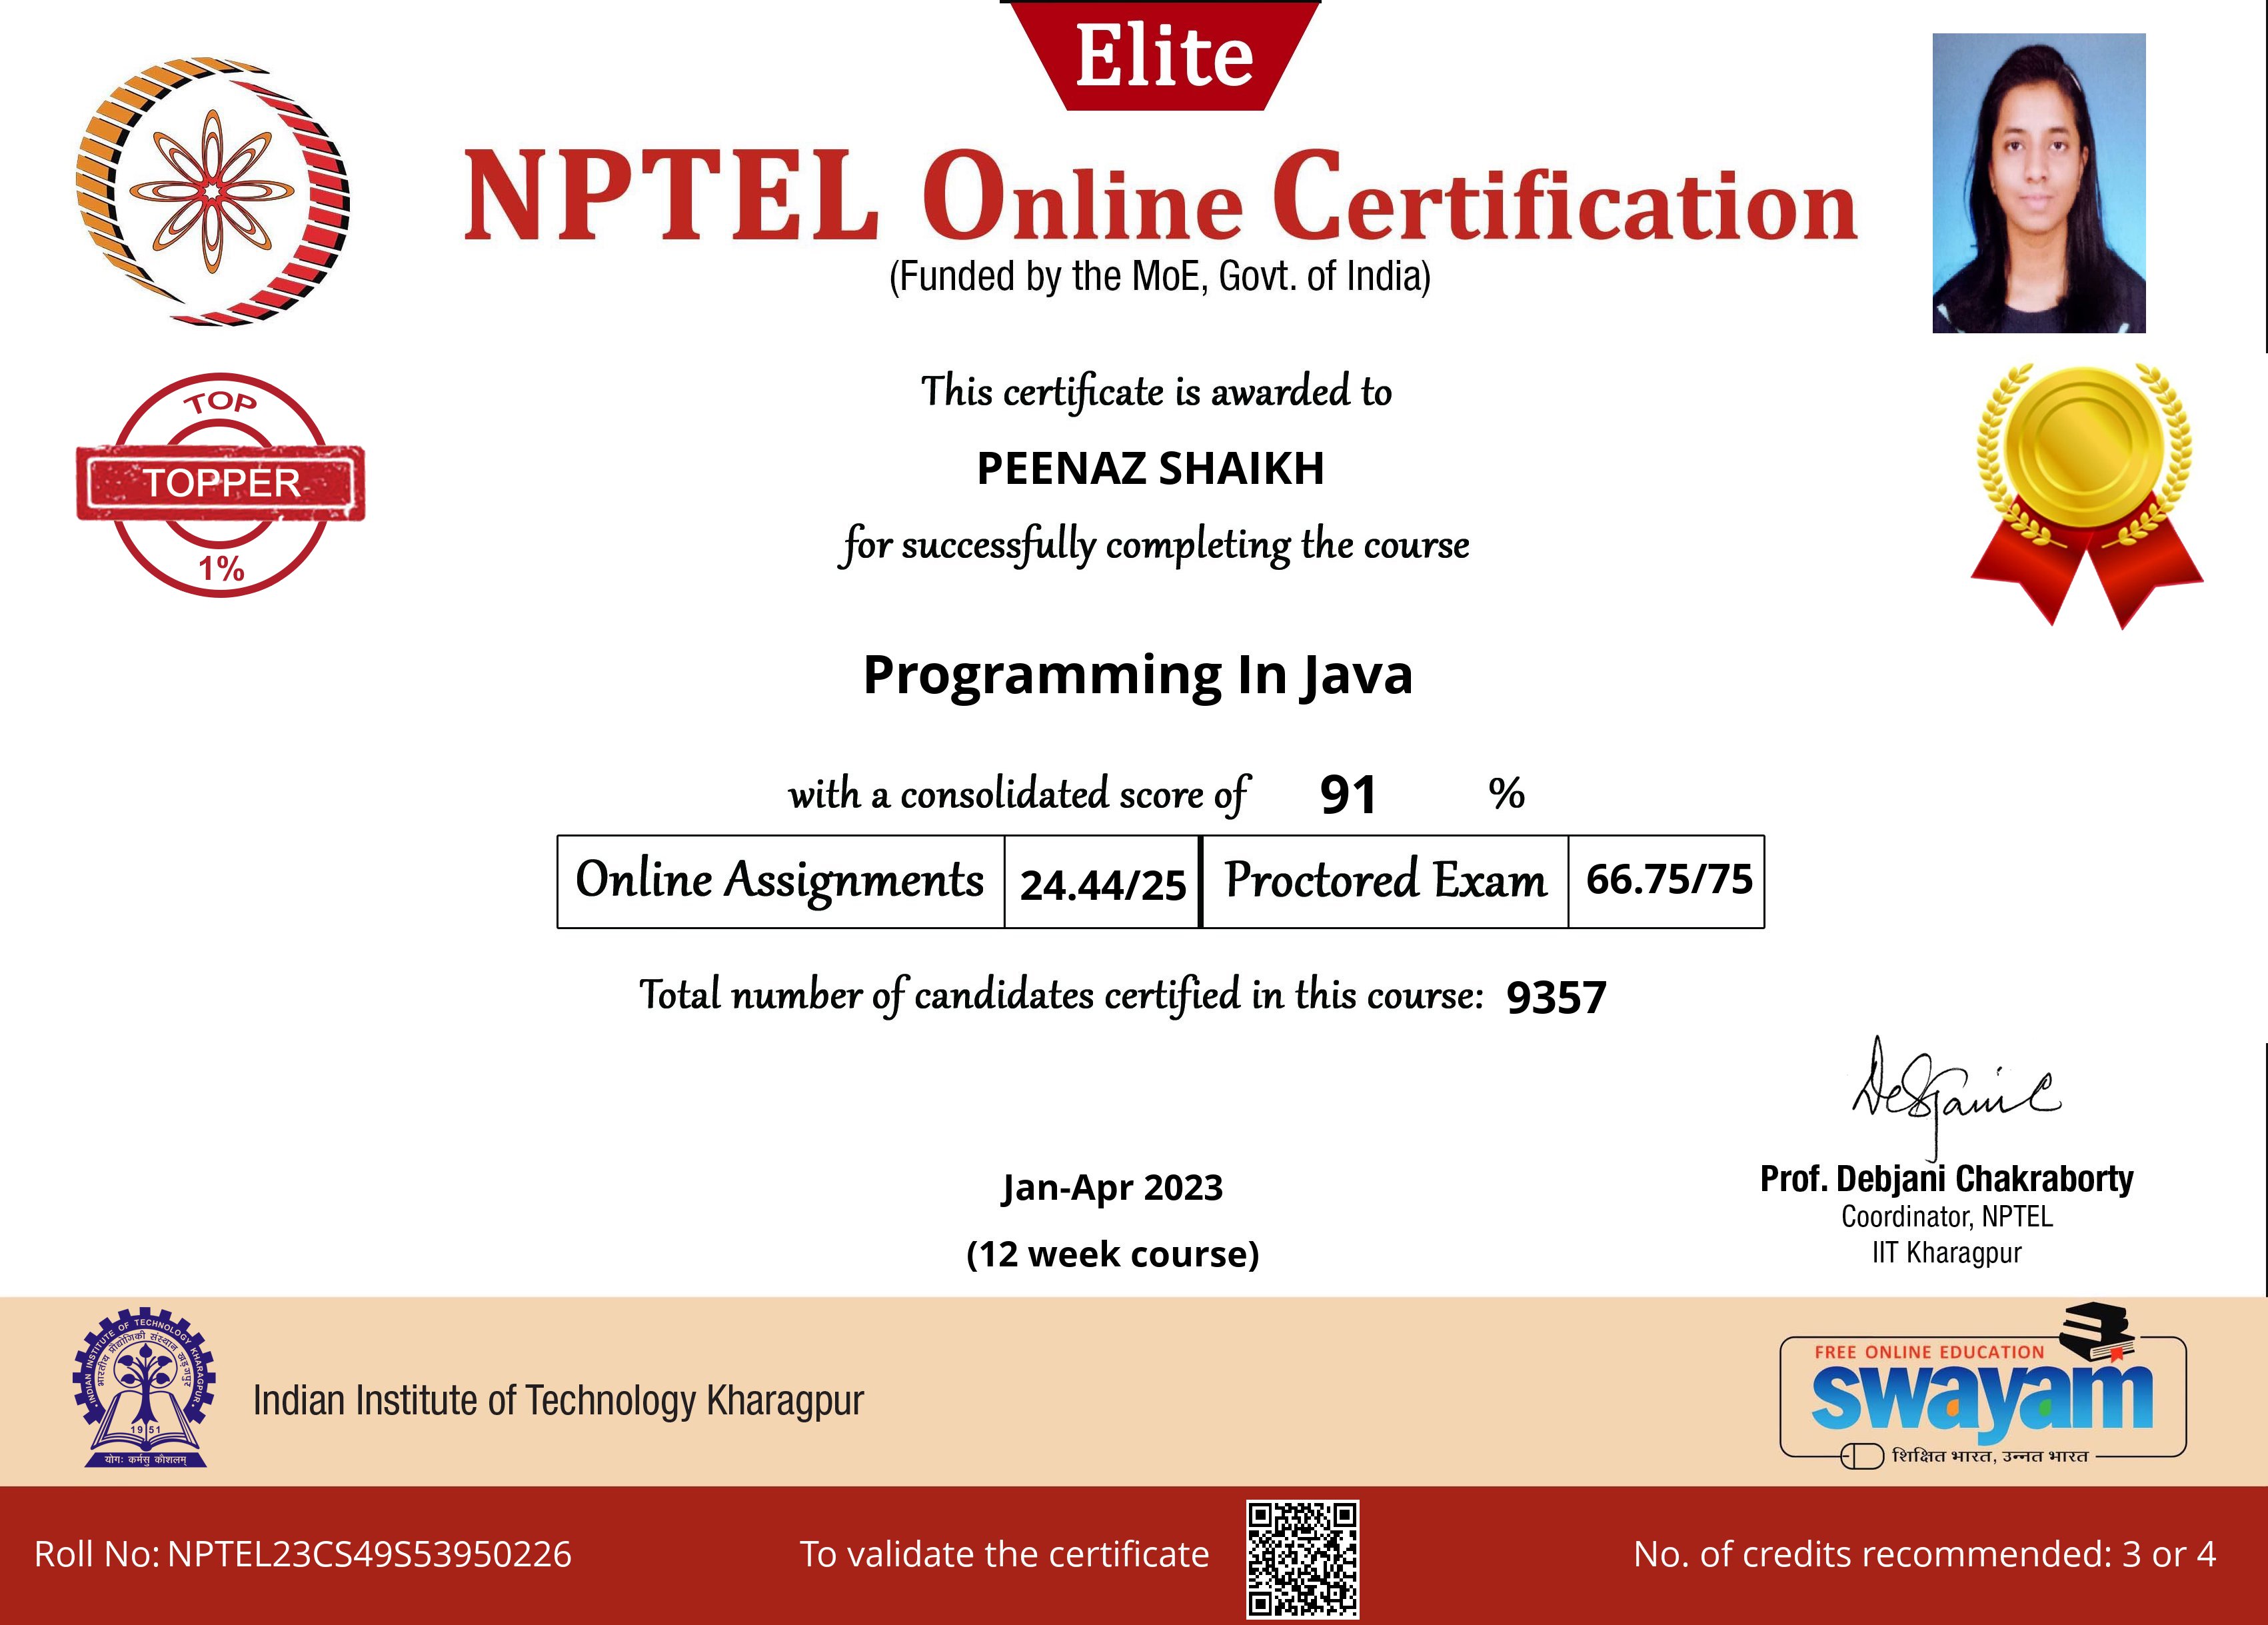 Elite
NPTEL Online Certification
(Funded by the MoE, Govt. of India)
TOP
TOPPER
1%
This certificate is awarded to
PEENAZ SHAIKH
for successfully completing the course
Programming In Java
with a consolidated score of 91 %
Online Assignments 24.44/25 Proctored Exam 66.75/75
Total number of candidates certified in this course: 9357
Prof. Debjani Chakraborty
Coordinator, NPTEL
IIT Kharagpur
Jan-Apr 2023
(12 week course)
INDIAN INSTITUTE OF TECHNOLOGY KHARAGPUR
भारतीय प्रौद्योगिकी संस्थान खड़गपुर
1951
योगः कर्मसु कौशलम्
Indian Institute of Technology Kharagpur
FREE ONLINE EDUCATION
swayam
शिक्षित भारत, उन्नत भारत
Roll No: NPTEL23CS49S53950226
To validate the certificate
No. of credits recommended: 3 or 4